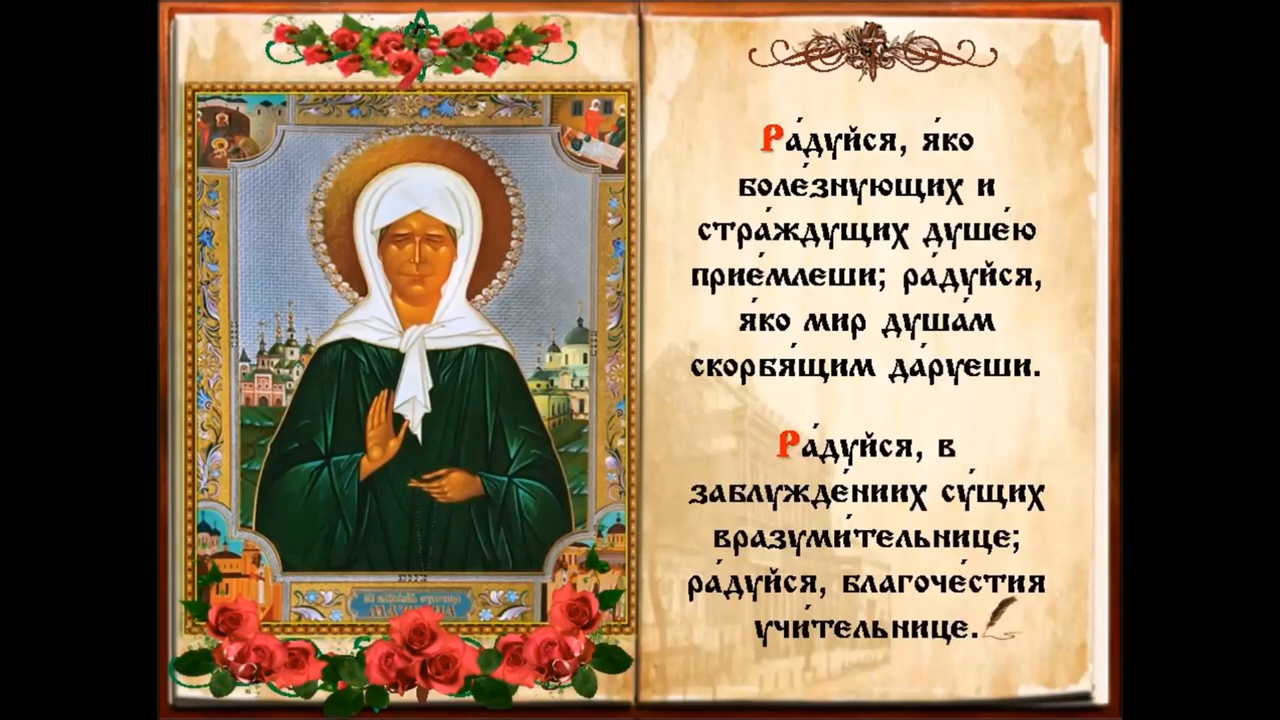 Ра́дуйся, я́ко
боле́знующих и
стра́ждущих душе́ю
прие́млеши; ра́дуйся,
я́ко мир душа́м
скорбя́щим да́руеши.
Ра́дуйся, в
заблужде́ниих су́щих
вразуми́тельнице;
ра́дуйся, благоче́стия
учи́тельнице.